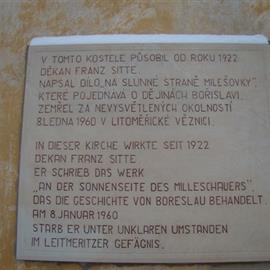 V TOMTO KOSTELE PŮSOBIL OD ROKU 1922
DĚKAN FRANZ SITTE.
NAPSAL DÍLO „NA SLUNNÉ STRANĚ MILEŠOVKY",
KTERÉ POJEDNÁVÁ O DĚJINÁCH BOŘISLAVI.
ZEMŘEL ZA NEVYSVĚTLENÝCH OKOLNOSTÍ
8. LEDNA 1960 V LITOMĚŘICKÉ VĚZNICI.
IN DIESER KIRCHE WIRKTE SEIT 1922
DEKAN FRANZ SITTE.
ER SCHRIEB DAS WERK
„AN DER SONNENSEITE DES MILLESCHAUERS",
DAS DIE GESCHICHTE VON BORESLAU BEHANDELT.
AM 8. JANUAR 1960
STARB ER UNTER UNKLAREN UMSTANDEN
IM LEITMERITZER GEFÄGNIS.